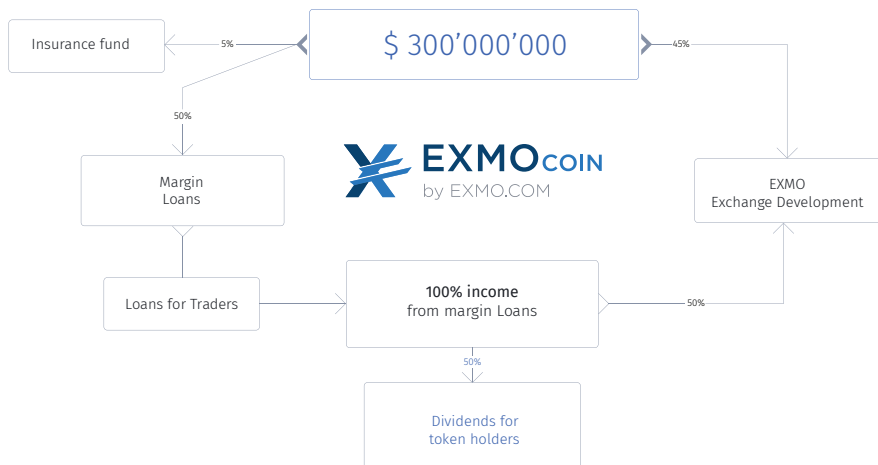 Insurance fund
5%
$ 300’000’000
45%
50%
Margin
Loans
EXMO COIN
by EXMO.COM
EXMO
Exchange Development
Loans for Traders
100% income
from margin Loans
50%
50%
Dividends for
token holders